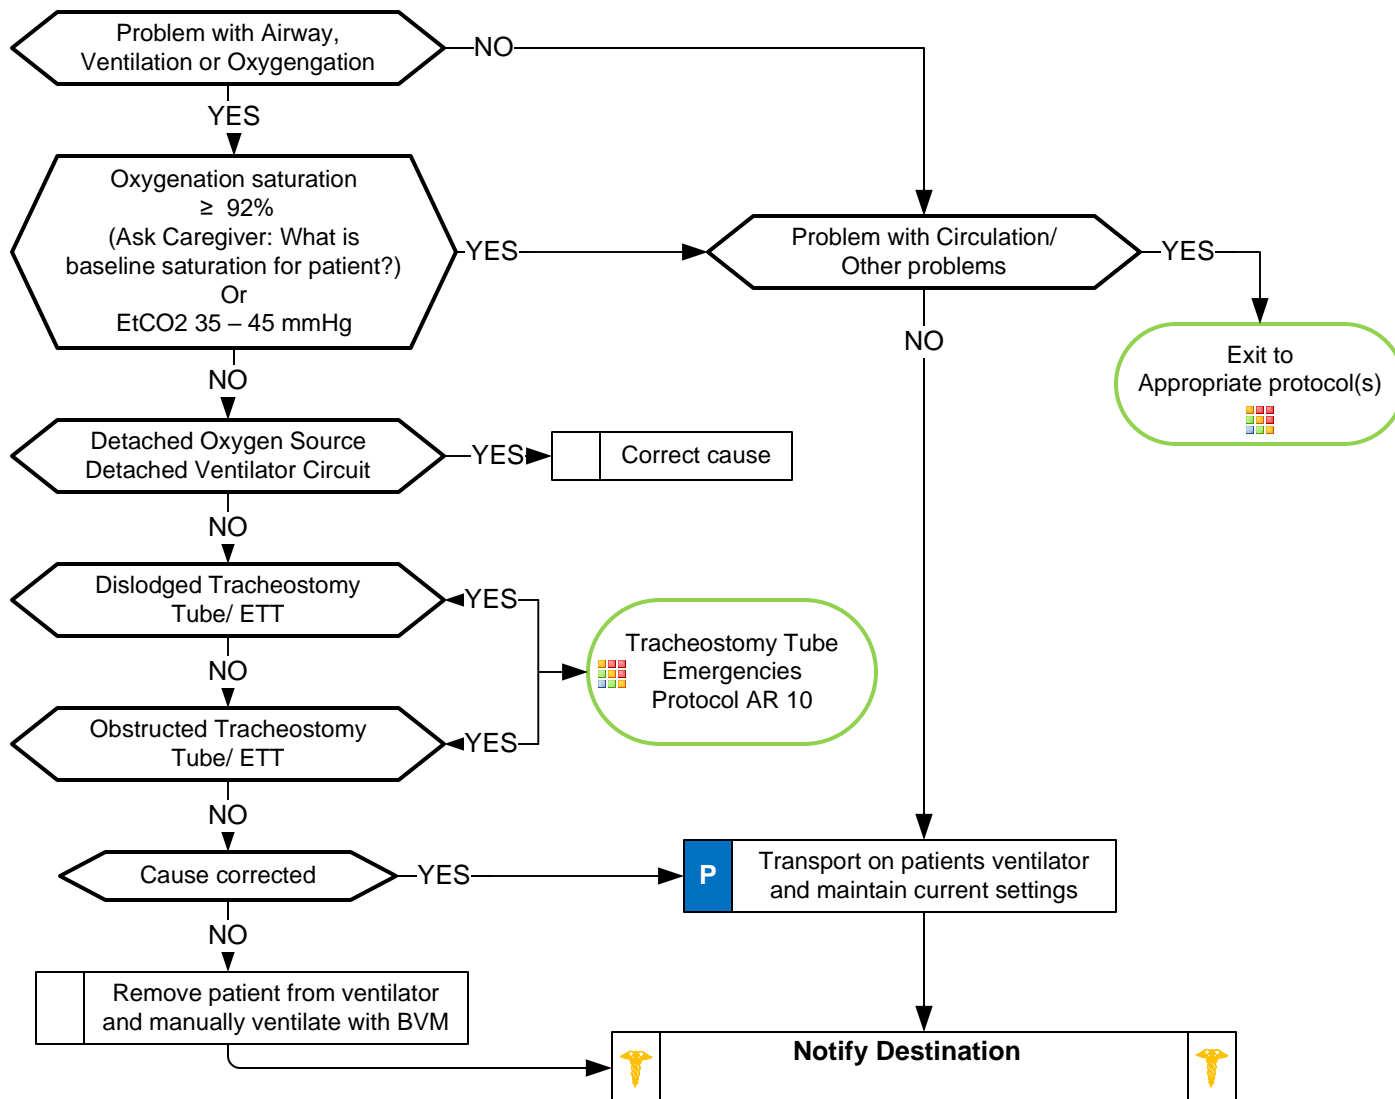 Problem with Airway,
Ventilation or Oxygengation
NO
YES
Oxygenation saturation
≥ 92%
(Ask Caregiver: What is
baseline saturation for patient?)
Or
EtCO2 35 – 45 mmHg
YES
Problem with Circulation/
Other problems
YES
NO
Exit to
Appropriate protocol(s)
NO
Detached Oxygen Source
Detached Ventilator Circuit
YES
Correct cause
NO
Dislodged Tracheostomy
Tube/ ETT
YES
Tracheostomy Tube
Emergencies
Protocol AR 10
NO
Obstructed Tracheostomy
Tube/ ETT
YES
NO
Cause corrected
YES
P
Transport on patients ventilator
and maintain current settings
NO
Remove patient from ventilator
and manually ventilate with BVM
Notify Destination